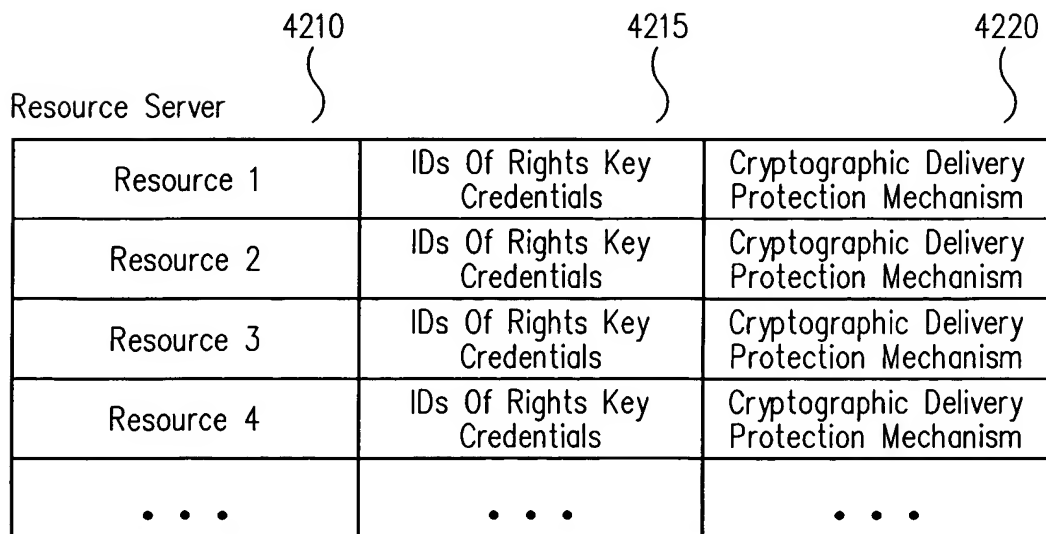 4210 4215 4220
Resource Server
Resource 1 IDs Of Rights Key Credentials Cryptographic Delivery Protection Mechanism
Resource 2 IDs Of Rights Key Credentials Cryptographic Delivery Protection Mechanism
Resource 3 IDs Of Rights Key Credentials Cryptographic Delivery Protection Mechanism
Resource 4 IDs Of Rights Key Credentials Cryptographic Delivery Protection Mechanism
• • • • • • • • •